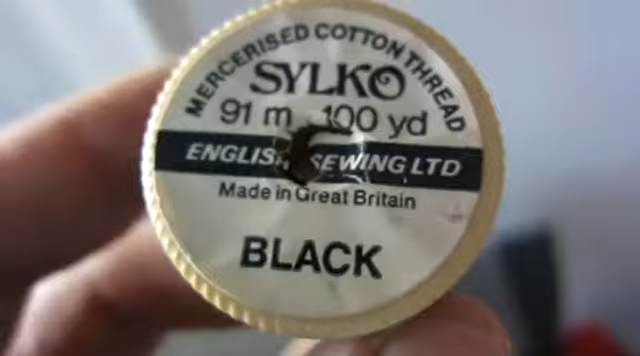 MERCERISED COTTON THREAD
SYLKO
91 m 100 yd
ENGLISH SEWING LTD
Made in Great Britain
BLACK